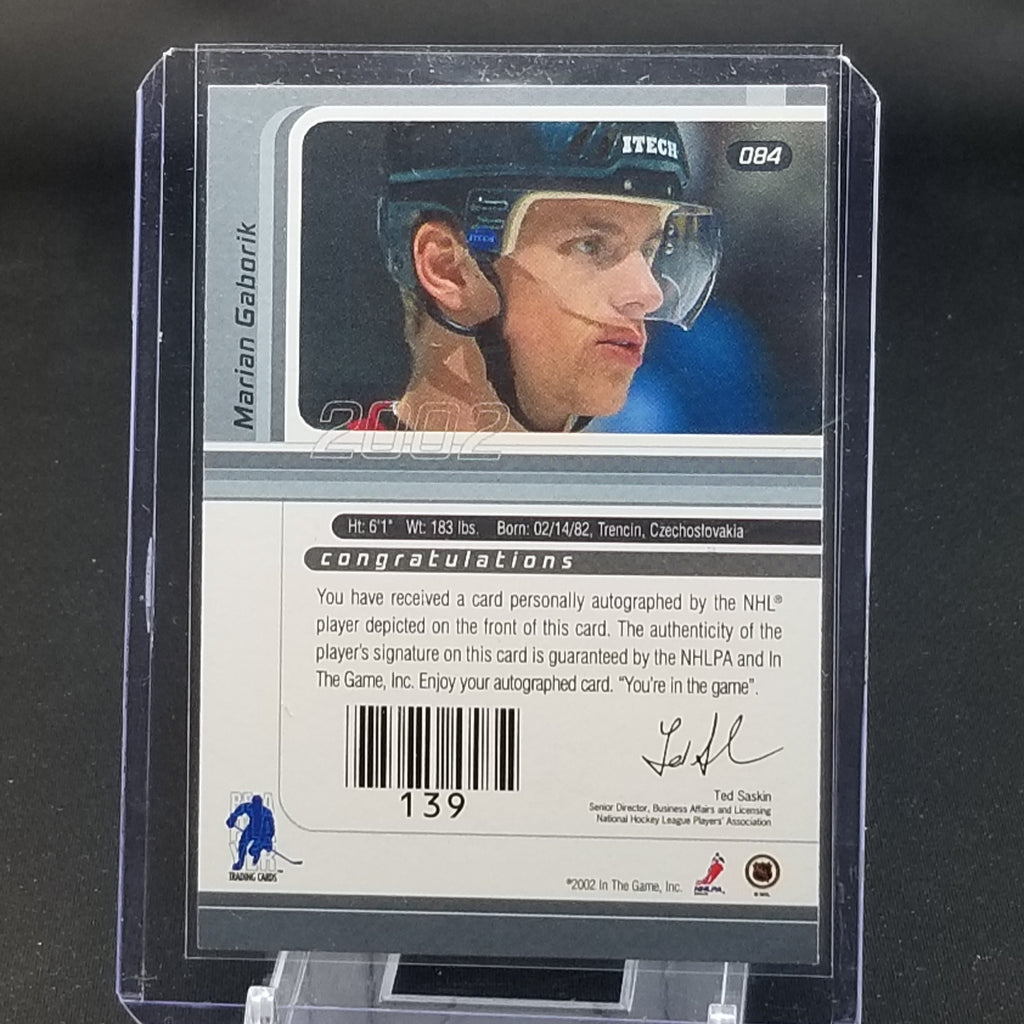 ITECH
084
ITECH
Marian Gaborik
2002
Ht: 6'1" Wt: 183 lbs. Born: 02/14/82, Trencin, Czechoslovakia
congratulations
You have received a card personally autographed by the NHL®
player depicted on the front of this card. The authenticity of the
player's signature on this card is guaranteed by the NHLPA and In
The Game, Inc. Enjoy your autographed card. "You're in the game".
139
Ted Saskin
Senior Director, Business Affairs and Licensing
National Hockey League Players' Association
BE A
PLAYER
TRADING CARDS™
©2002 In The Game, Inc.
NHLPA